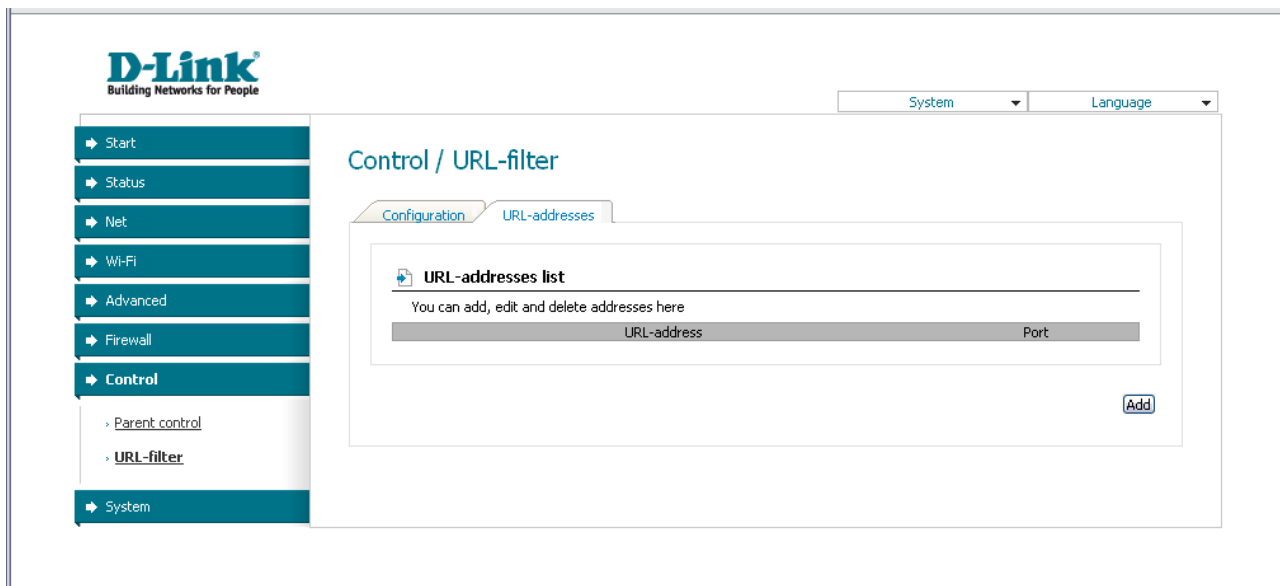 D-Link
Building Networks for People
System Language
Start
Status
Net
Wi-Fi
Advanced
Firewall
Control
Parent control
URL-filter
System
Control / URL-filter
Configuration URL-addresses
URL-addresses list
You can add, edit and delete addresses here
URL-address Port
Add